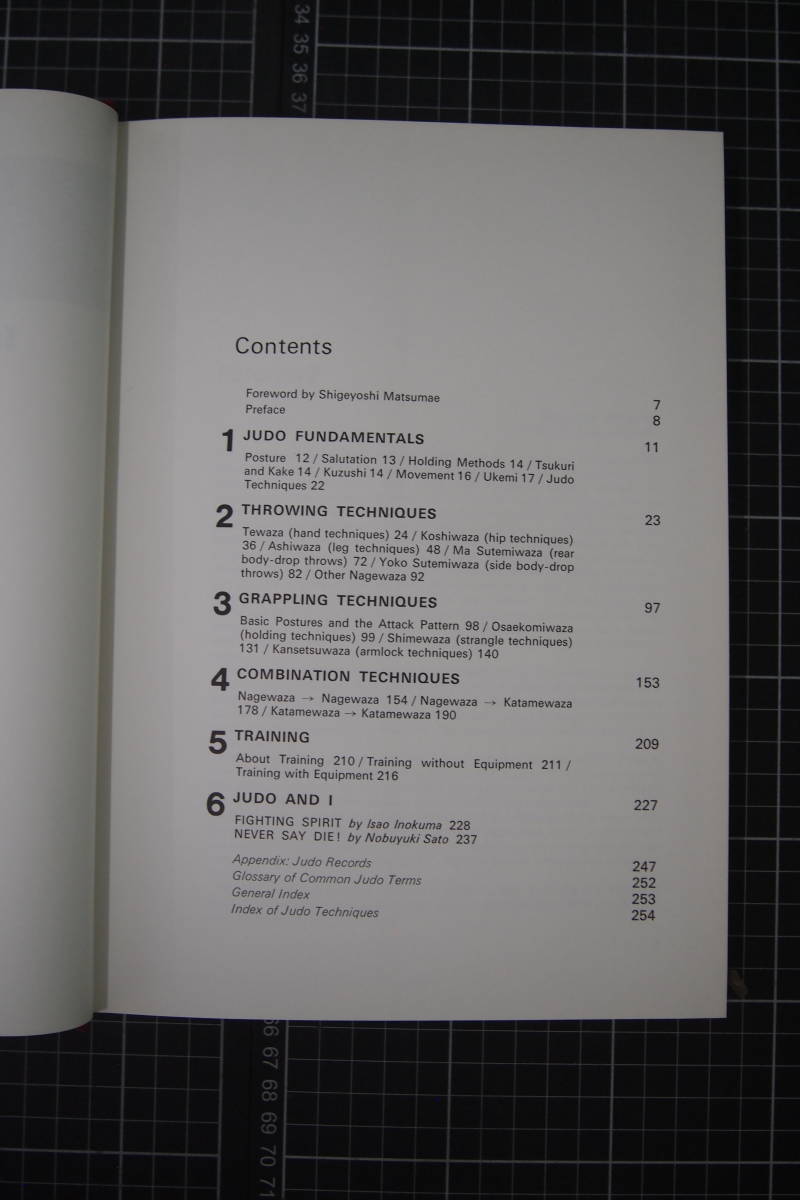 34 35 36 37
Contents
Foreword by Shigeyoshi Matsumae 7
Preface 8
1 JUDO FUNDAMENTALS 11
Posture 12 / Salutation 13 / Holding Methods 14 / Tsukuri
and Kake 14 / Kuzushi 14 / Movement 16 / Ukemi 17 / Judo
Techniques 22
2 THROWING TECHNIQUES 23
Tewaza (hand techniques) 24 / Koshiwaza (hip techniques)
36 / Ashiwaza (leg techniques) 48 / Ma Sutemiwaza (rear
body-drop throws) 72 / Yoko Sutemiwaza (side body-drop
throws) 82 / Other Nagewaza 92
3 GRAPPLING TECHNIQUES 97
Basic Postures and the Attack Pattern 98 / Osaekomiwaza
(holding techniques) 99 / Shimewaza (strangle techniques)
131 / Kansetsuwaza (armlock techniques) 140
4 COMBINATION TECHNIQUES 153
Nagewaza → Nagewaza 154 / Nagewaza → Katamewaza
178 / Katamewaza → Katamewaza 190
5 TRAINING 209
About Training 210 / Training without Equipment 211 /
Training with Equipment 216
6 JUDO AND I 227
FIGHTING SPIRIT by Isao Inokuma 228
NEVER SAY DIE! by Nobuyuki Sato 237
Appendix: Judo Records 247
Glossary of Common Judo Terms 252
General Index 253
Index of Judo Techniques 254
66 67 68 69 70 71